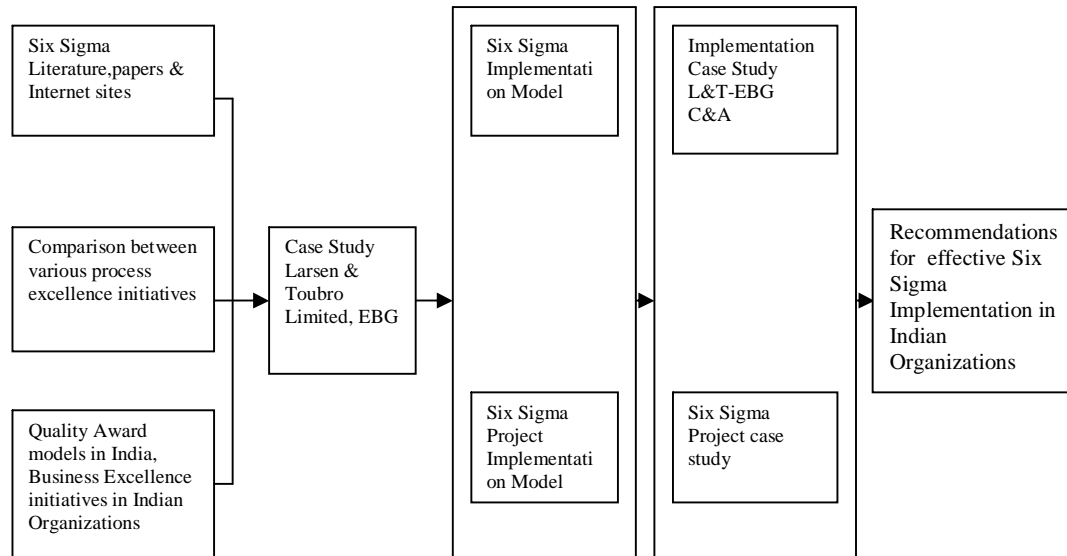 Six Sigma
Literature,papers &
Internet sites
Comparison between
various process
excellence initiatives
Quality Award
models in India,
Business Excellence
initiatives in Indian
Organizations
Case Study
Larsen &
Toubro
Limited, EBG
Six Sigma
Implementati
on Model
Six Sigma
Project
Implementati
on Model
Implementation
Case Study
L&T-EBG
C&A
Six Sigma
Project case
study
Recommendations
for effective Six
Sigma
Implementation in
Indian
Organizations